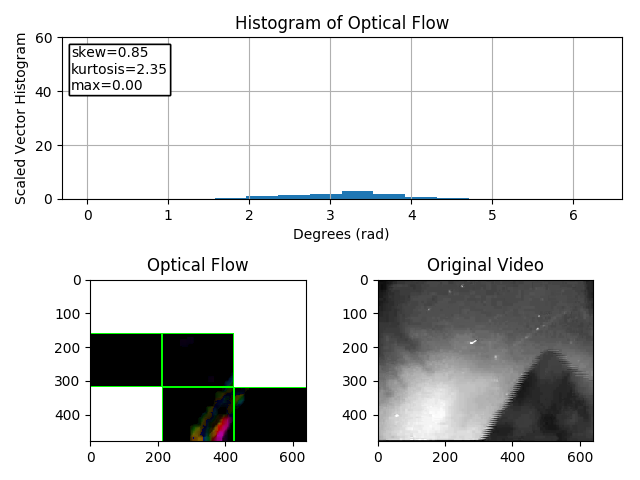 Histogram of Optical Flow
60
40
20
0
Scaled Vector Histogram
skew=0.85
kurtosis=2.35
max=0.00
0 1 2 3 4 5 6
Degrees (rad)
Optical Flow
0
100
200
300
400
0 200 400 600
Original Video
0
100
200
300
400
0 200 400 600